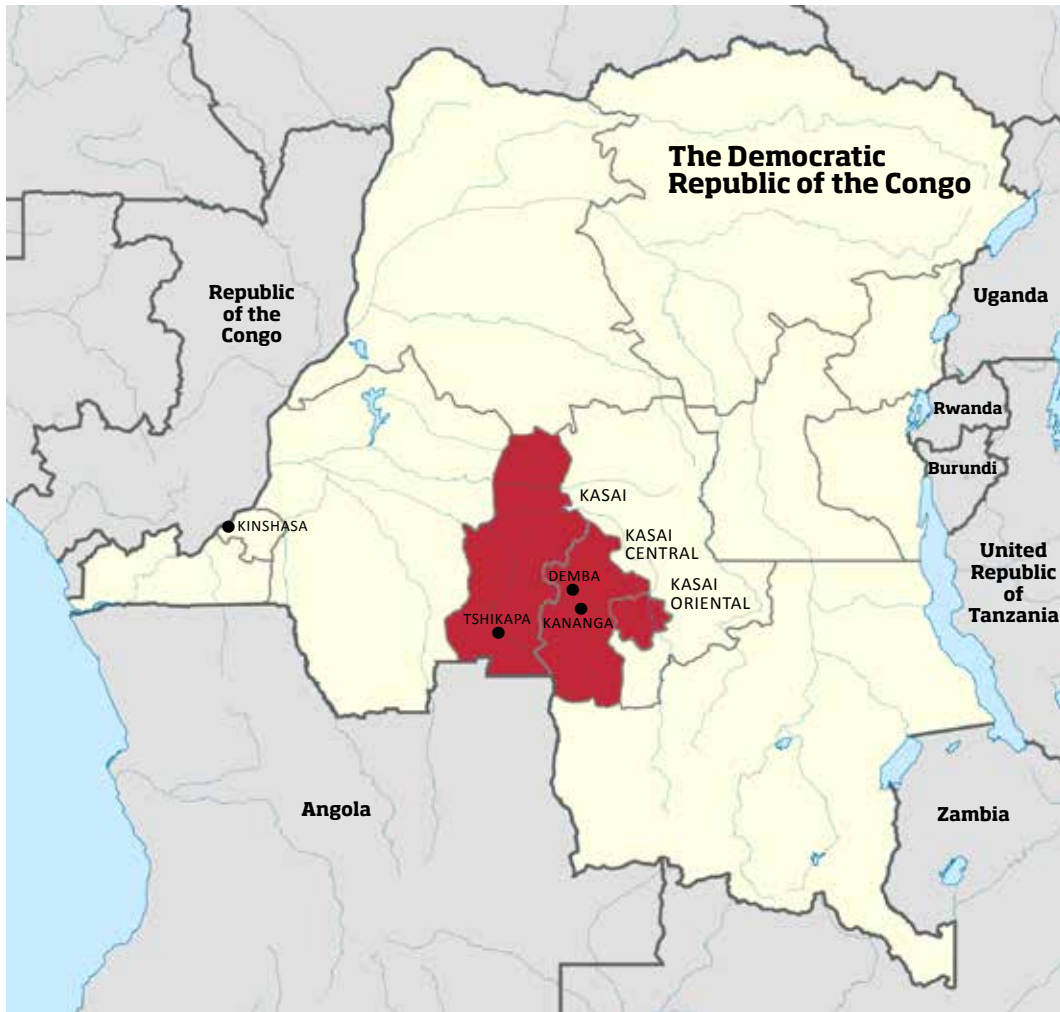 The Democratic
Republic of the Congo
Republic
of the
Congo
Uganda
Rwanda
Burundi
KASAI
KINSHASA
KASAI
CENTRAL
United
Republic
of
Tanzania
DEMBA
KASAI
ORIENTAL
TSHIKAPA
KANANGA
Angola
Zambia